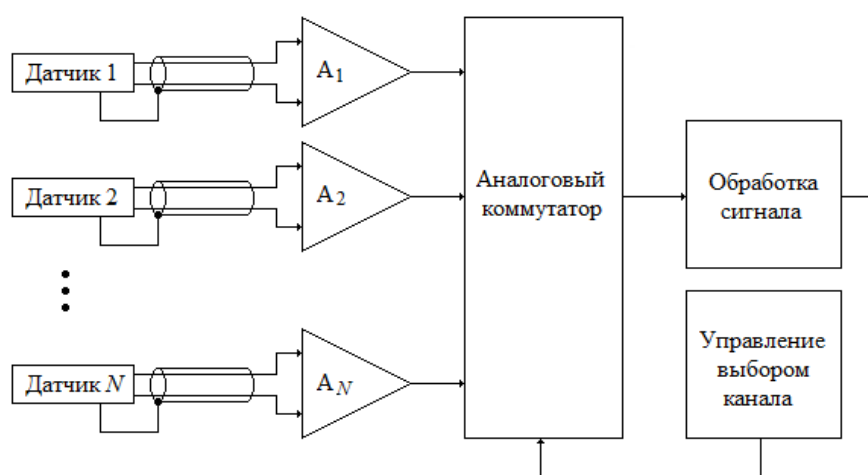 Датчик 1
A1
Датчик 2
A2
Аналоговый
коммутатор
Обработка
сигнала
Датчик N
AN
Управление
выбором
канала